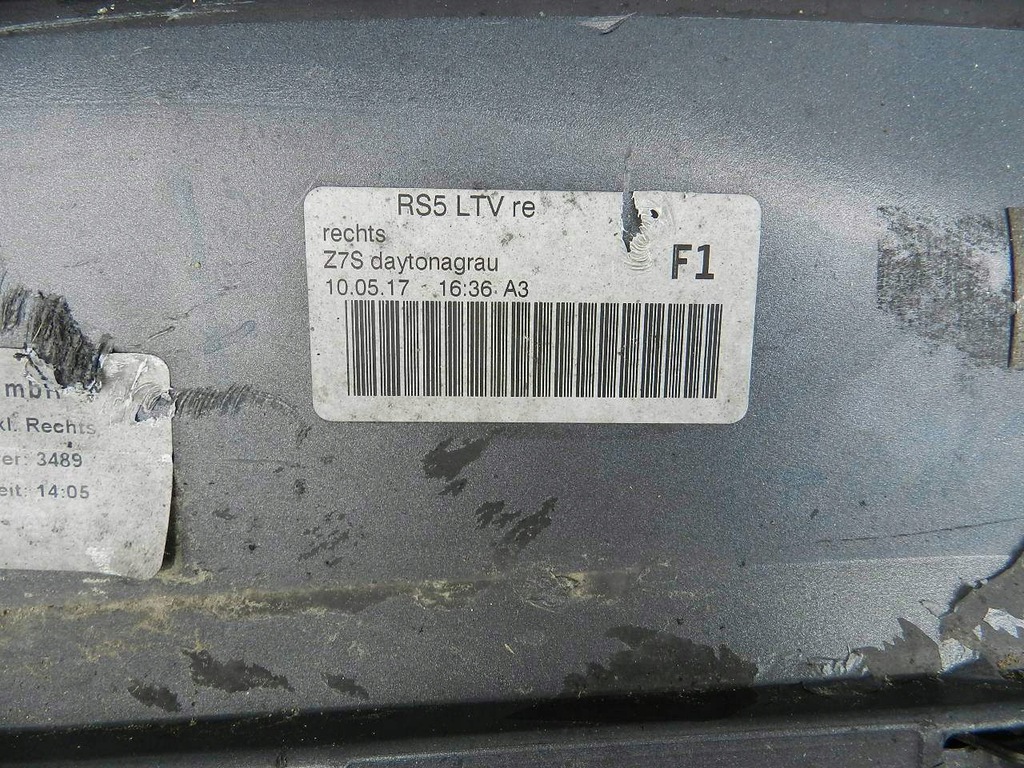 RS5 LTV re
rechts
Z7S daytonagrau
F1
10.05.17 16:36 A3
kl. Rechts
er: 3489
eit: 14:05